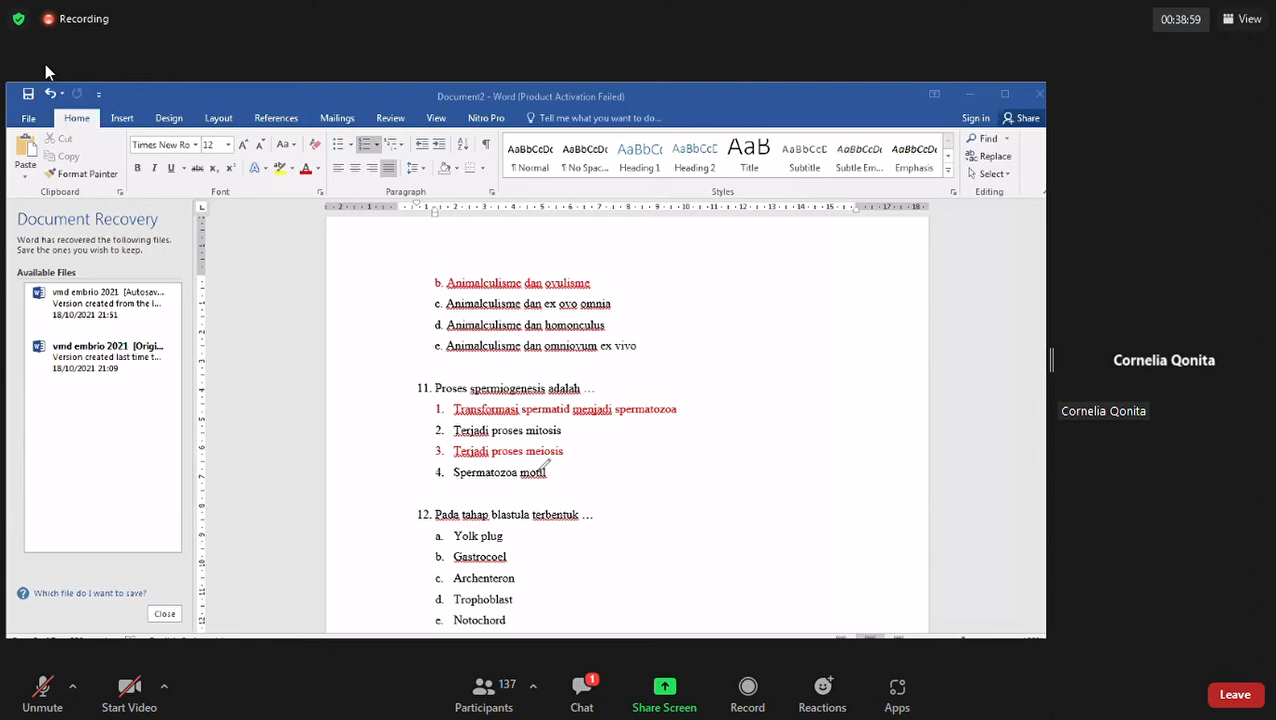 Recording
00:38:59
View
Document2 - Word (Product Activation Failed)
File Home Insert Design Layout References Mailings Review View Nitro Pro Tell me what you want to do... Sign in Share
Paste
Cut
Copy
Format Painter
Clipboard
Times New Ro 12
Font
Paragraph
AaBbCcDc AaBbCcDc AaBbCc AaBbCcC AaB AaBbCcD AaBbCcDc AaBbCcDc
¶ Normal ¶ No Spac... Heading 1 Heading 2 Title Subtitle Subtle Em... Emphasis
Styles
Find
Replace
Select
Editing
Document Recovery
Word has recovered the following files.
Save the ones you wish to keep.
Available Files
vmd embrio 2021 [Autosav...
Version created from the l...
18/10/2021 21:51
vmd embrio 2021 [Origi...
Version created last time t...
18/10/2021 21:09
Which file do I want to save?
Close
b. Animalculisme dan ovulisme
c. Animalculisme dan ex ovo omnia
d. Animalculisme dan homonculus
e. Animalculisme dan omniovum ex vivo
11. Proses spermiogenesis adalah …
1. Transformasi spermatid menjadi spermatozoa
2. Terjadi proses mitosis
3. Terjadi proses meiosis
4. Spermatozoa motil
12. Pada tahap blastula terbentuk …
a. Yolk plug
b. Gastrocoel
c. Archenteron
d. Trophoblast
e. Notochord
Cornelia Qonita
Cornelia Qonita
Unmute
Start Video
137
Participants
1
Chat
Share Screen
Record
Reactions
Apps
Leave